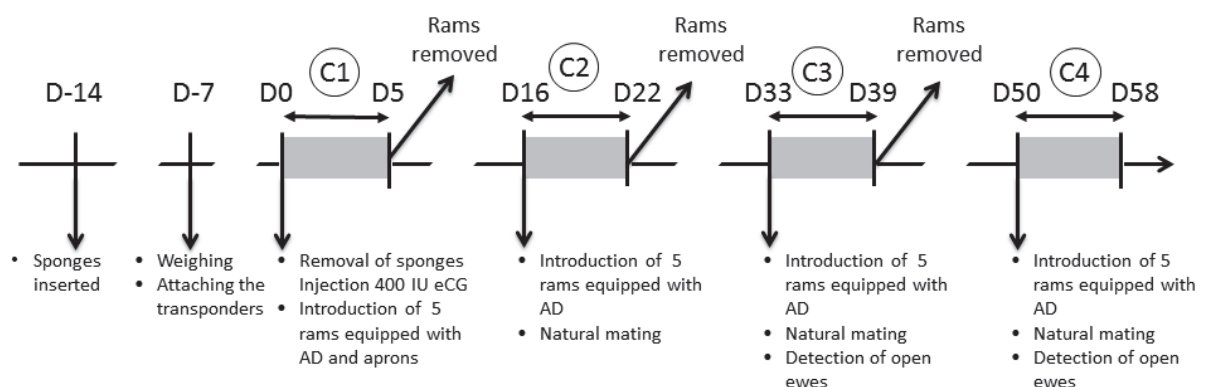 D-14
• Sponges
inserted
D-7
• Weighing
• Attaching the
transponders
C1
D0
D5
Rams
removed
• Removal of sponges
Injection 400 IU eCG
• Introduction of 5
rams equipped with
AD and aprons
C2
D16
D22
Rams
removed
• Introduction of 5
rams equipped with
AD
• Natural mating
C3
D33
D39
Rams
removed
• Introduction of 5
rams equipped with
AD
• Natural mating
• Detection of open
ewes
C4
D50
D58
• Introduction of 5
rams equipped with
AD
• Natural mating
• Detection of open
ewes